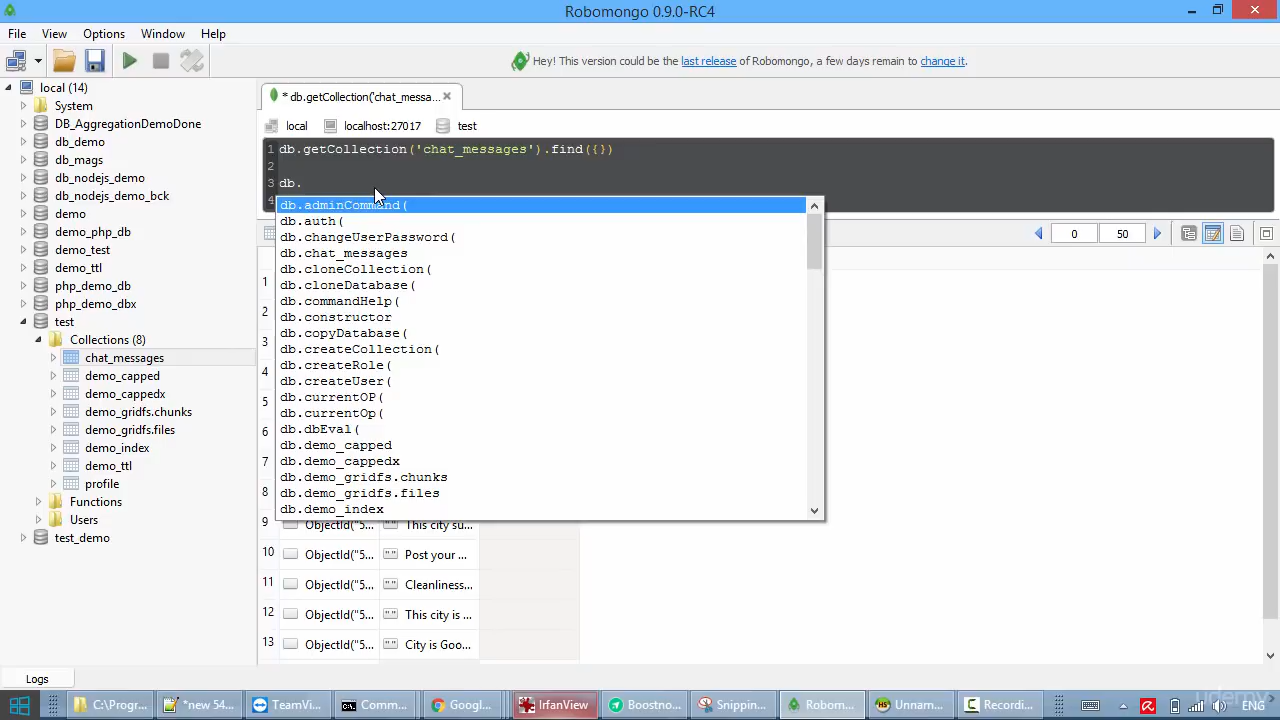 Robomongo 0.9.0-RC4
File View Options Window Help
Hey! This version could be the last release of Robomongo, a few days remain to change it.
local (14)
System
DB_AggregationDemoDone
db_demo
db_mags
db_nodejs_demo
db_nodejs_demo_bck
demo
demo_php_db
demo_test
demo_ttl
php_demo_db
php_demo_dbx
test
Collections (8)
chat_messages
demo_capped
demo_cappedx
demo_gridfs.chunks
demo_gridfs.files
demo_index
demo_ttl
profile
Functions
Users
test_demo
* db.getCollection('chat_messa...
local localhost:27017 test
1 db.getCollection('chat_messages').find({})
2
3 db.
4
0 50
db.adminCommand(
db.auth(
db.changeUserPassword(
db.chat_messages
db.cloneCollection(
db.cloneDatabase(
db.commandHelp(
db.constructor
db.copyDatabase(
db.createCollection(
db.createRole(
db.createUser(
db.currentOP(
db.currentOp(
db.dbEval(
db.demo_capped
db.demo_cappedx
db.demo_gridfs.chunks
db.demo_gridfs.files
db.demo_index
1
2
3
4
5
6
7
8
9 ObjectId("5... "" This city su...
10 ObjectId("5... "" Post your ...
11 ObjectId("5... "" Cleanliness...
12 ObjectId("5... "" This city is ...
13 ObjectId("5... "" City is Goo...
Logs
C:\Progr... *new 54... TeamVi... Comm... Googl... IrfanView Boostno... Snippin... Robom... Unnam... Recordi... ENG
udemy